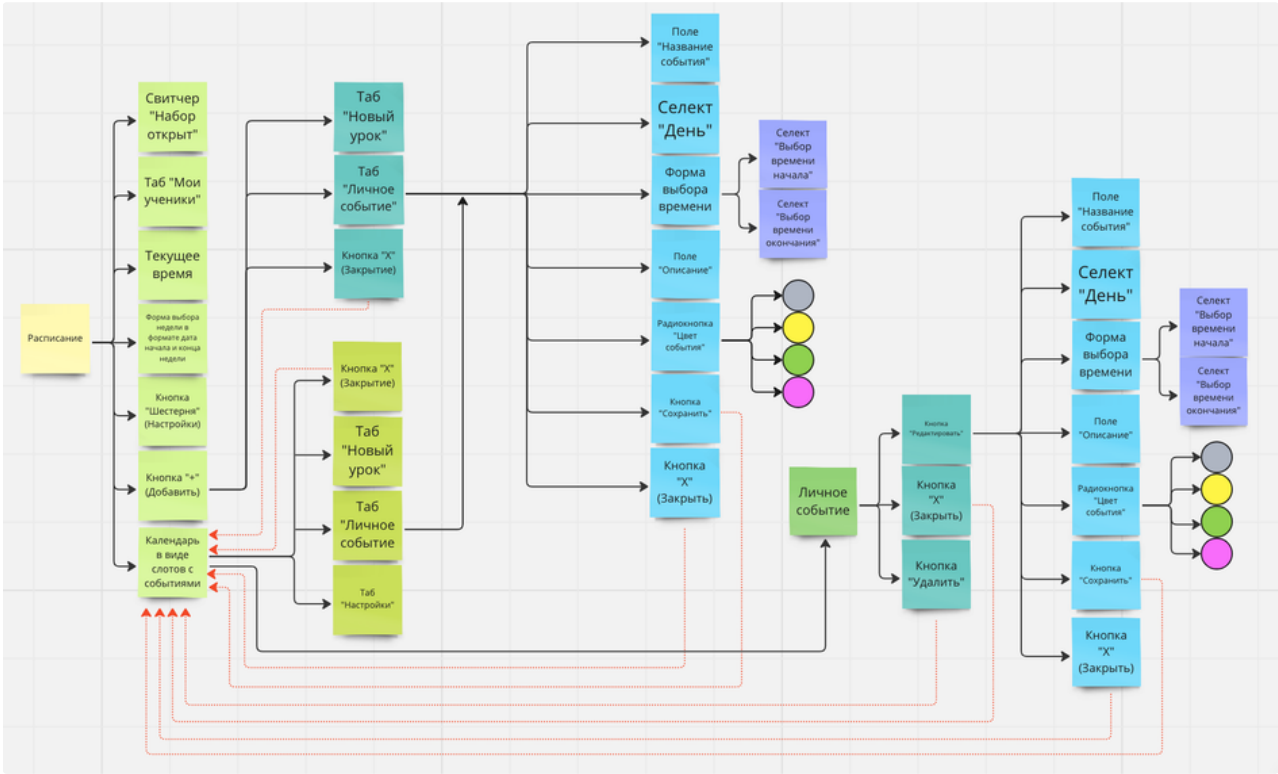 Расписание
Свитчер
"Набор
открыт"
Таб "Мои
ученики"
Текущее
время
Форма выбора
недели в
формате дата
начала и конца
недели
Кнопка
"Шестерня"
(Настройки)
Кнопка "+"
(Добавить)
Календарь
в виде
слотов с
событиями
Таб
"Новый
урок"
Таб
"Личное
событие"
Кнопка "X"
(Закрытие)
Кнопка "X"
(Закрытие)
Таб
"Новый
урок"
Таб
"Личное
событие
Таб
"Настройки"
Поле
"Название
события"
Селект
"День"
Форма
выбора
времени
Поле
"Описание"
Радиокнопка
"Цвет
события"
Кнопка
"Сохранить"
Кнопка
"X"
(Закрыть)
Селект
"Выбор
времени
начала"
Селект
"Выбор
времени
окончания"
Личное
событие
Кнопка
"Редактировать"
Кнопка
"X"
(Закрыть)
Кнопка
"Удалить"
Поле
"Название
события"
Селект
"День"
Форма
выбора
времени
Поле
"Описание"
Радиокнопка
"Цвет
события"
Кнопка
"Сохранить"
Кнопка
"X"
(Закрыть)
Селект
"Выбор
времени
начала"
Селект
"Выбор
времени
окончания"